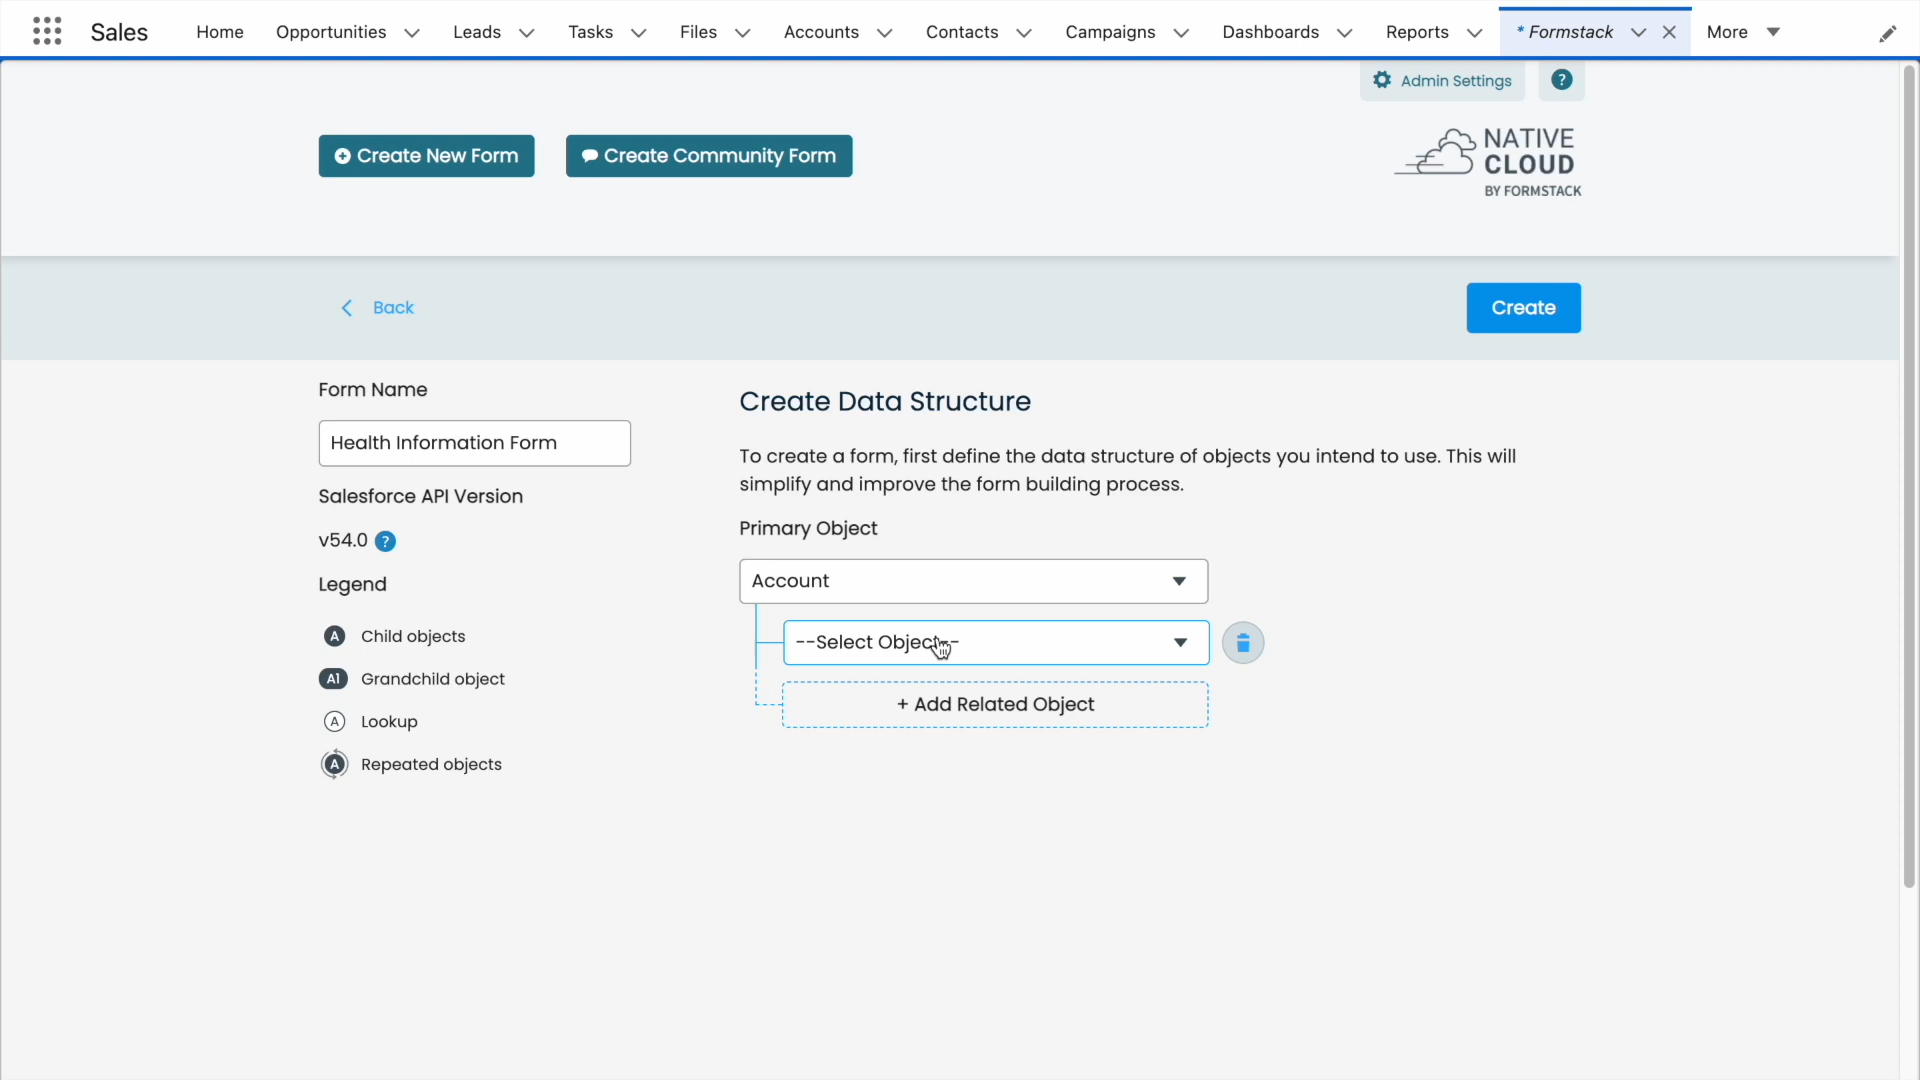 Sales Home Opportunities Leads Tasks Files Accounts Contacts Campaigns Dashboards Reports * Formstack More
Admin Settings ?
Create New Form Create Community Form
NATIVE
CLOUD
BY FORMSTACK
Back Create
Form Name
Health Information Form
Salesforce API Version
v54.0 ?
Legend
A Child objects
A1 Grandchild object
A Lookup
A Repeated objects
Create Data Structure
To create a form, first define the data structure of objects you intend to use. This will
simplify and improve the form building process.
Primary Object
Account
--Select Object--
+ Add Related Object